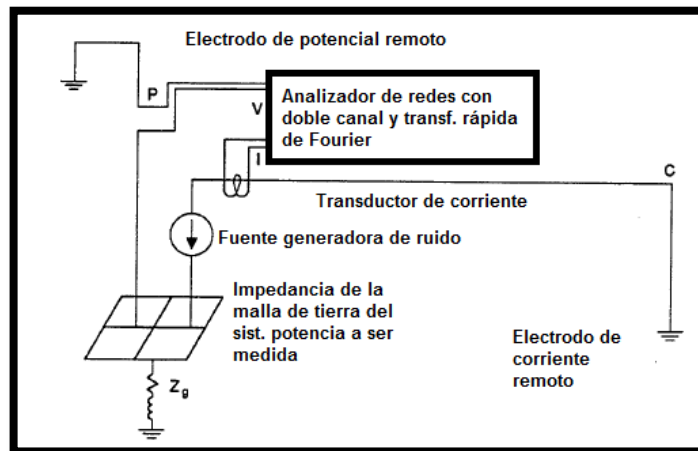 Electrodo de potencial remoto
P
V
Analizador de redes con
doble canal y transf. rápida
de Fourier
I
C
Transductor de corriente
Fuente generadora de ruido
Impedancia de la
malla de tierra del
sist. potencia a ser
medida
Electrodo de
corriente
remoto
Zg